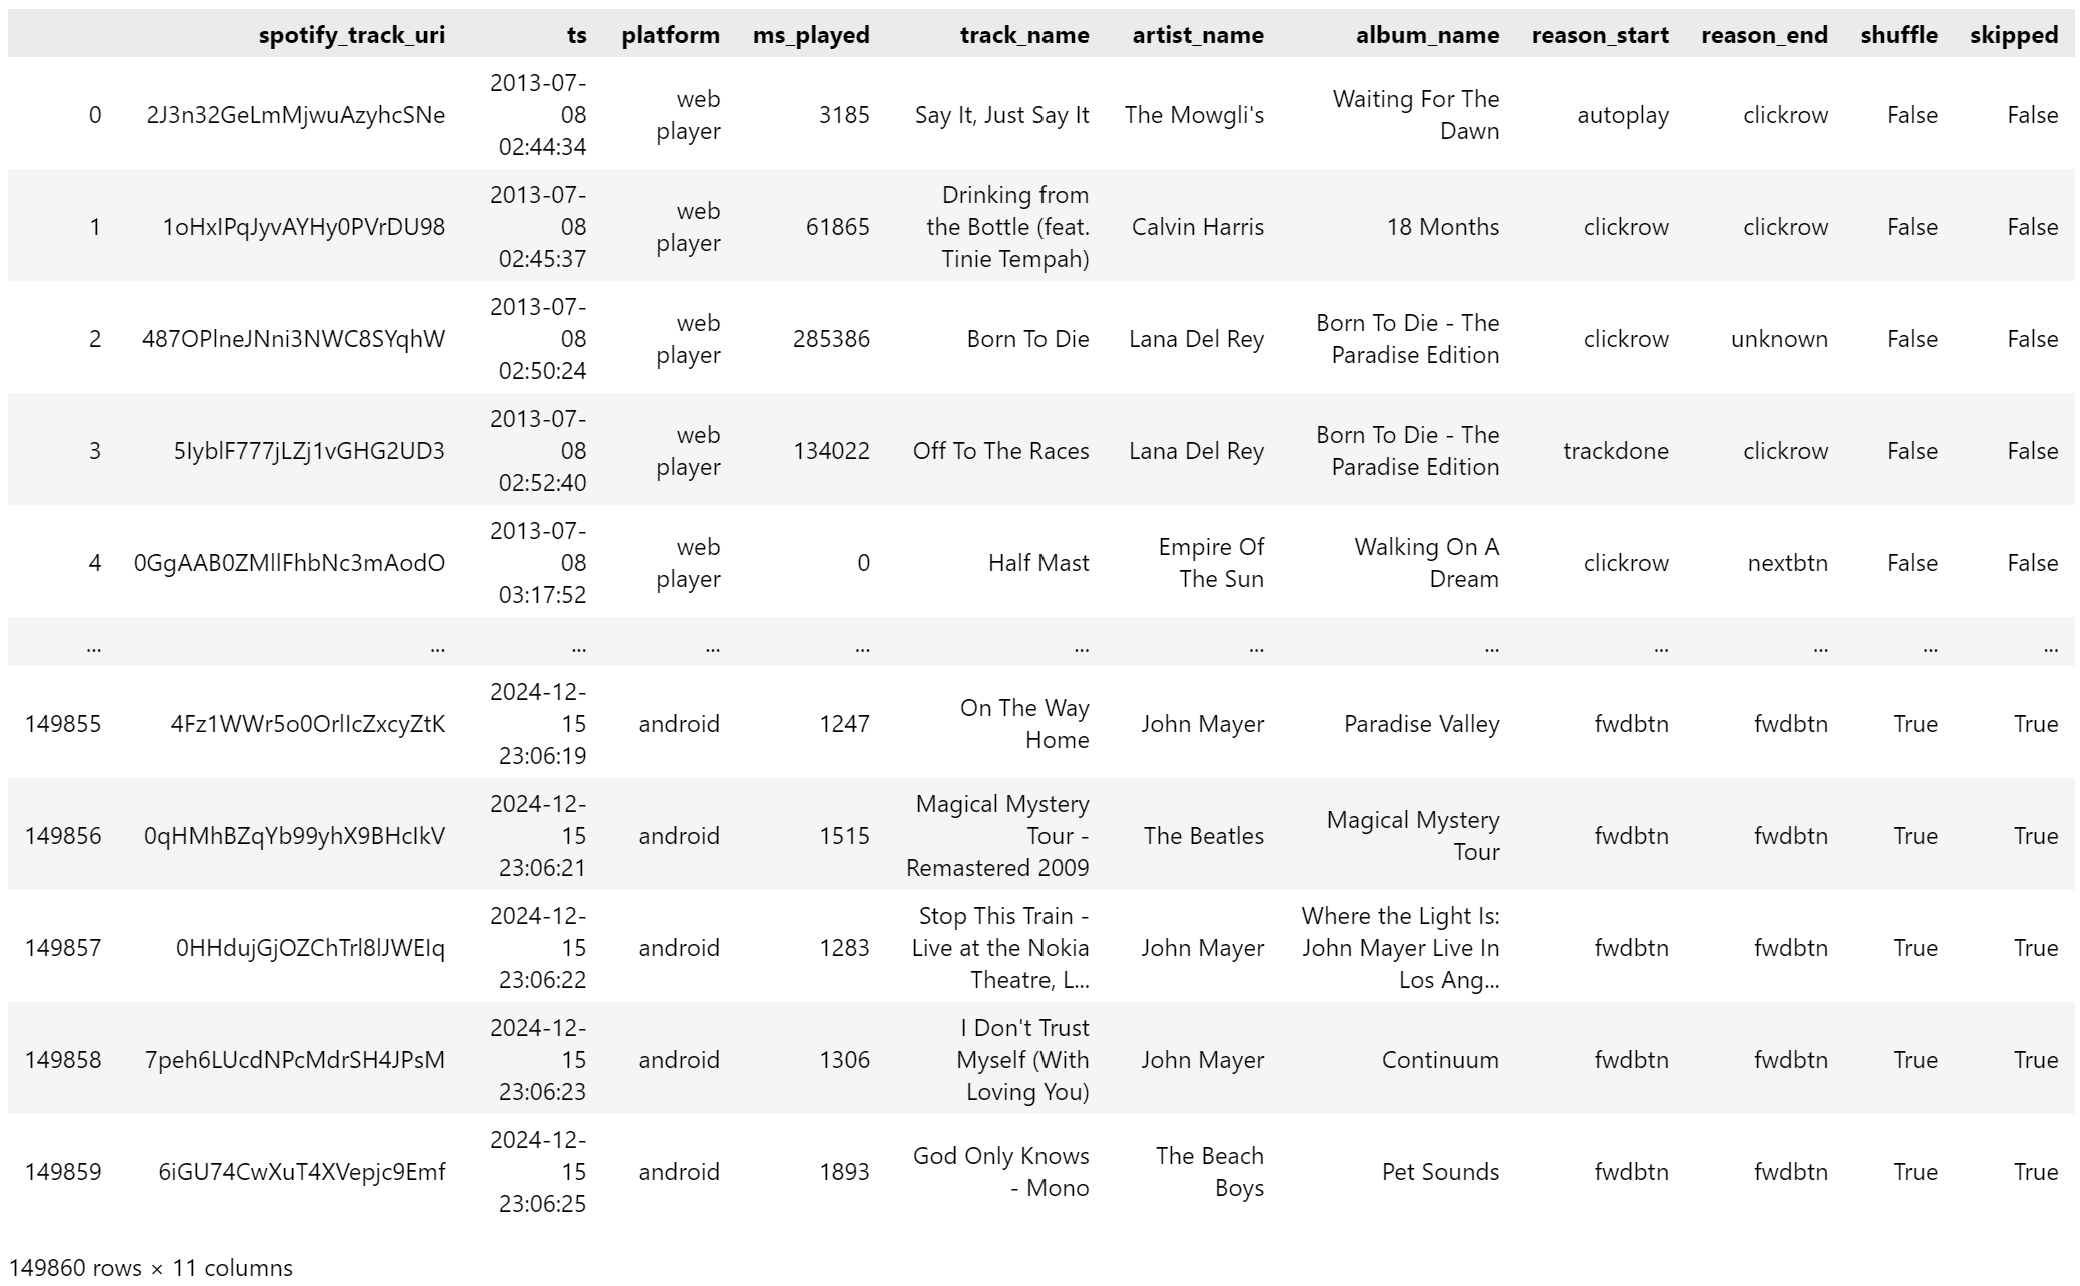 spotify_track_uri ts platform ms_played track_name artist_name album_name reason_start reason_end shuffle skipped
0 2J3n32GeLmMjwuAzyhcSNe 2013-07-08 02:44:34 web player 3185 Say It, Just Say It The Mowgli's Waiting For The Dawn autoplay clickrow False False
1 1oHxIPqJyvAYHy0PVrDU98 2013-07-08 02:45:37 web player 61865 Drinking from the Bottle (feat. Tinie Tempah) Calvin Harris 18 Months clickrow clickrow False False
2 487OPlneJNni3NWC8SYqhW 2013-07-08 02:50:24 web player 285386 Born To Die Lana Del Rey Born To Die - The Paradise Edition clickrow unknown False False
3 5IyblF777jLZj1vGHG2UD3 2013-07-08 02:52:40 web player 134022 Off To The Races Lana Del Rey Born To Die - The Paradise Edition trackdone clickrow False False
4 0GgAAB0ZMllFhbNc3mAodO 2013-07-08 03:17:52 web player 0 Half Mast Empire Of The Sun Walking On A Dream clickrow nextbtn False False
... ... ... ... ... ... ... ... ... ... ... ...
149855 4Fz1WWr5o0OrlIcZxcyZtK 2024-12-15 23:06:19 android 1247 On The Way Home John Mayer Paradise Valley fwdbtn fwdbtn True True
149856 0qHMhBZqYb99yhX9BHcIkV 2024-12-15 23:06:21 android 1515 Magical Mystery Tour - Remastered 2009 The Beatles Magical Mystery Tour fwdbtn fwdbtn True True
149857 0HHdujGjOZChTrl8lJWEIq 2024-12-15 23:06:22 android 1283 Stop This Train - Live at the Nokia Theatre, L... John Mayer Where the Light Is: John Mayer Live In Los Ang... fwdbtn fwdbtn True True
149858 7peh6LUcdNPcMdrSH4JPsM 2024-12-15 23:06:23 android 1306 I Don't Trust Myself (With Loving You) John Mayer Continuum fwdbtn fwdbtn True True
149859 6iGU74CwXuT4XVepjc9Emf 2024-12-15 23:06:25 android 1893 God Only Knows - Mono The Beach Boys Pet Sounds fwdbtn fwdbtn True True
149860 rows × 11 columns